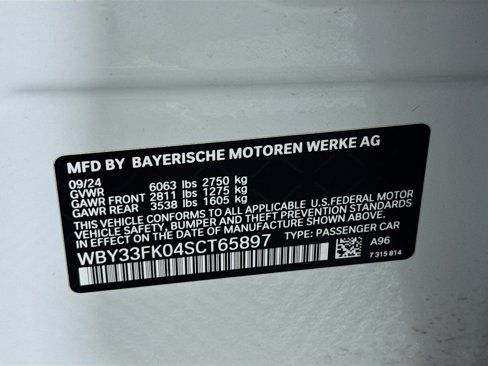 MFD BY BAYERISCHE MOTOREN WERKE AG
09/24
GVWR 6063 lbs 2750 kg
GAWR FRONT 2811 lbs 1275 kg
GAWR REAR 3538 lbs 1605 kg
THIS VEHICLE CONFORMS TO ALL APPLICABLE U.S.FEDERAL MOTOR
VEHICLE SAFETY, BUMPER AND THEFT PREVENTION STANDARDS
IN EFFECT ON THE DATE OF MANUFACTURE SHOWN ABOVE.
WBY33FK04SCT65897 TYPE: PASSENGER CAR
A96
7 315 814